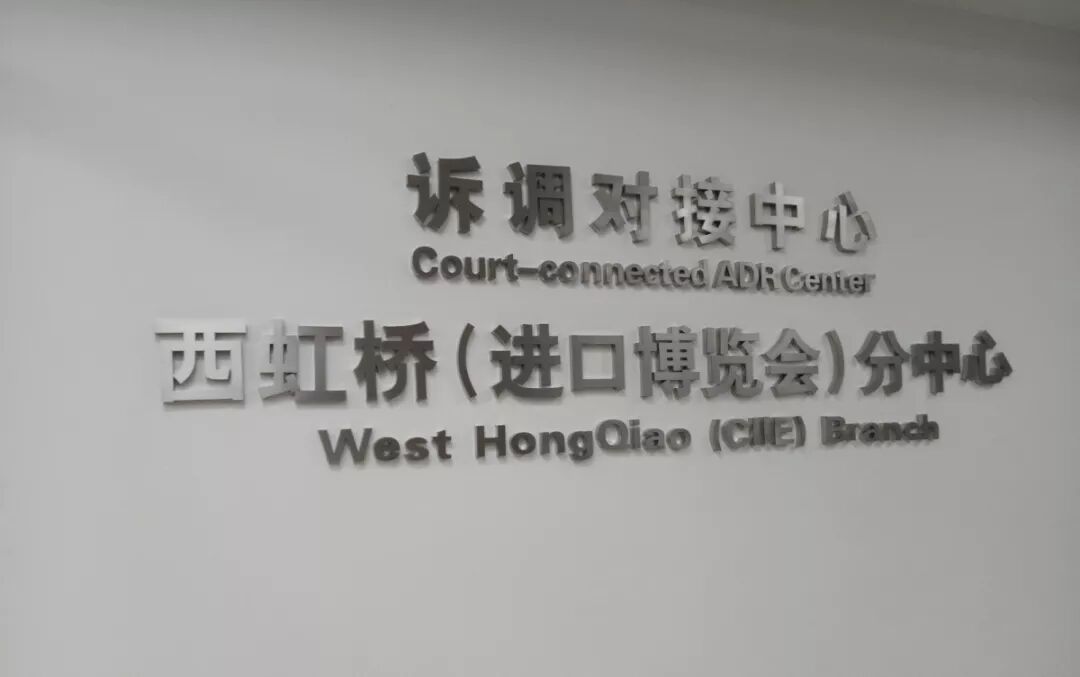 诉调对接中心
Court-connected ADR Center
西虹桥(进口博览会)分中心
West HongQiao (CIIE) Branch